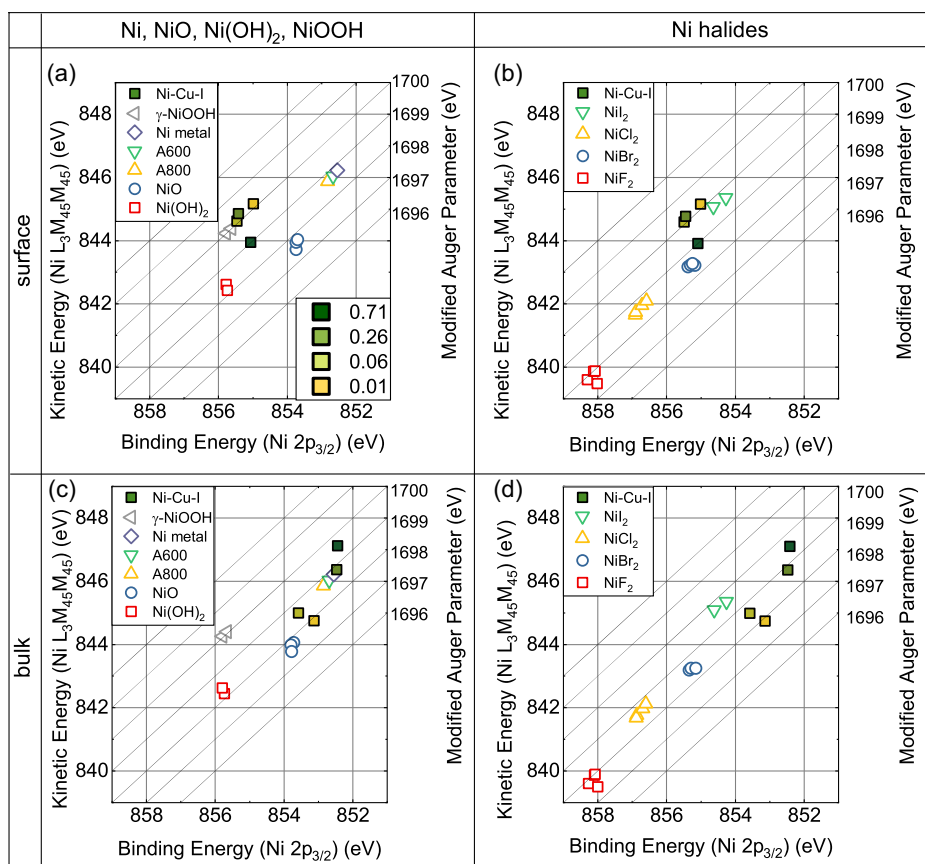 Ni, NiO, Ni(OH)₂, NiOOH
Ni halides
surface
(a)
Ni-Cu-I
γ-NiOOH
Ni metal
A600
A800
NiO
Ni(OH)₂
0.71
0.26
0.06
0.01
848
846
844
842
840
858
856
854
852
1700
1699
1698
1697
1696
Kinetic Energy (Ni L₃M₄₅M₄₅) (eV)
Binding Energy (Ni 2p₃/₂) (eV)
Modified Auger Parameter (eV)
(b)
Ni-Cu-I
NiI₂
NiCl₂
NiBr₂
NiF₂
848
846
844
842
840
858
856
854
852
1700
1699
1698
1697
1696
Kinetic Energy (Ni L₃M₄₅M₄₅) (eV)
Binding Energy (Ni 2p₃/₂) (eV)
Modified Auger Parameter (eV)
bulk
(c)
Ni-Cu-I
γ-NiOOH
Ni metal
A600
A800
NiO
Ni(OH)₂
848
846
844
842
840
858
856
854
852
1700
1699
1698
1697
1696
Kinetic Energy (Ni L₃M₄₅M₄₅) (eV)
Binding Energy (Ni 2p₃/₂) (eV)
Modified Auger Parameter (eV)
(d)
Ni-Cu-I
NiI₂
NiCl₂
NiBr₂
NiF₂
848
846
844
842
840
858
856
854
852
1700
1699
1698
1697
1696
Kinetic Energy (Ni L₃M₄₅M₄₅) (eV)
Binding Energy (Ni 2p₃/₂) (eV)
Modified Auger Parameter (eV)